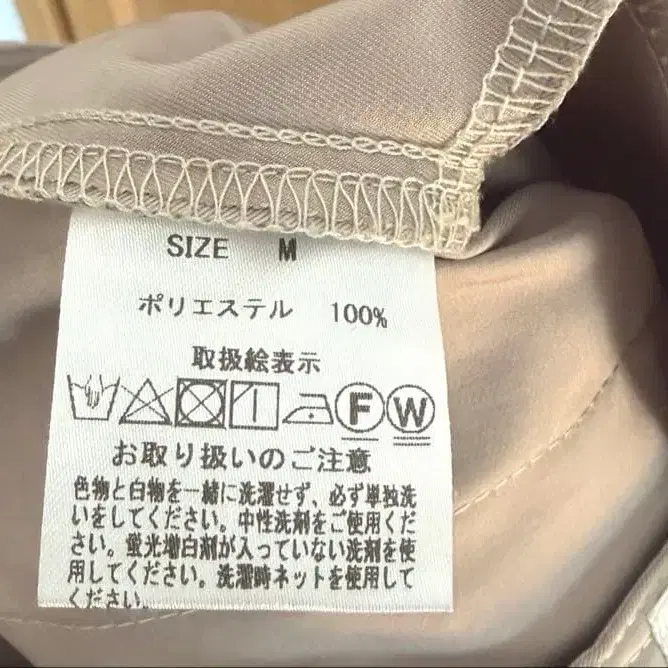 SIZE M
ポリエステル 100%
取扱絵表示
F W
お取り扱いのご注意
色物と白物を一緒に洗濯せず、必ず単独洗
いをしてください。中性洗剤をご使用くだ
さい。蛍光増白剤が入っていない洗剤を使
用してください。洗濯時ネットを使用して
ください。